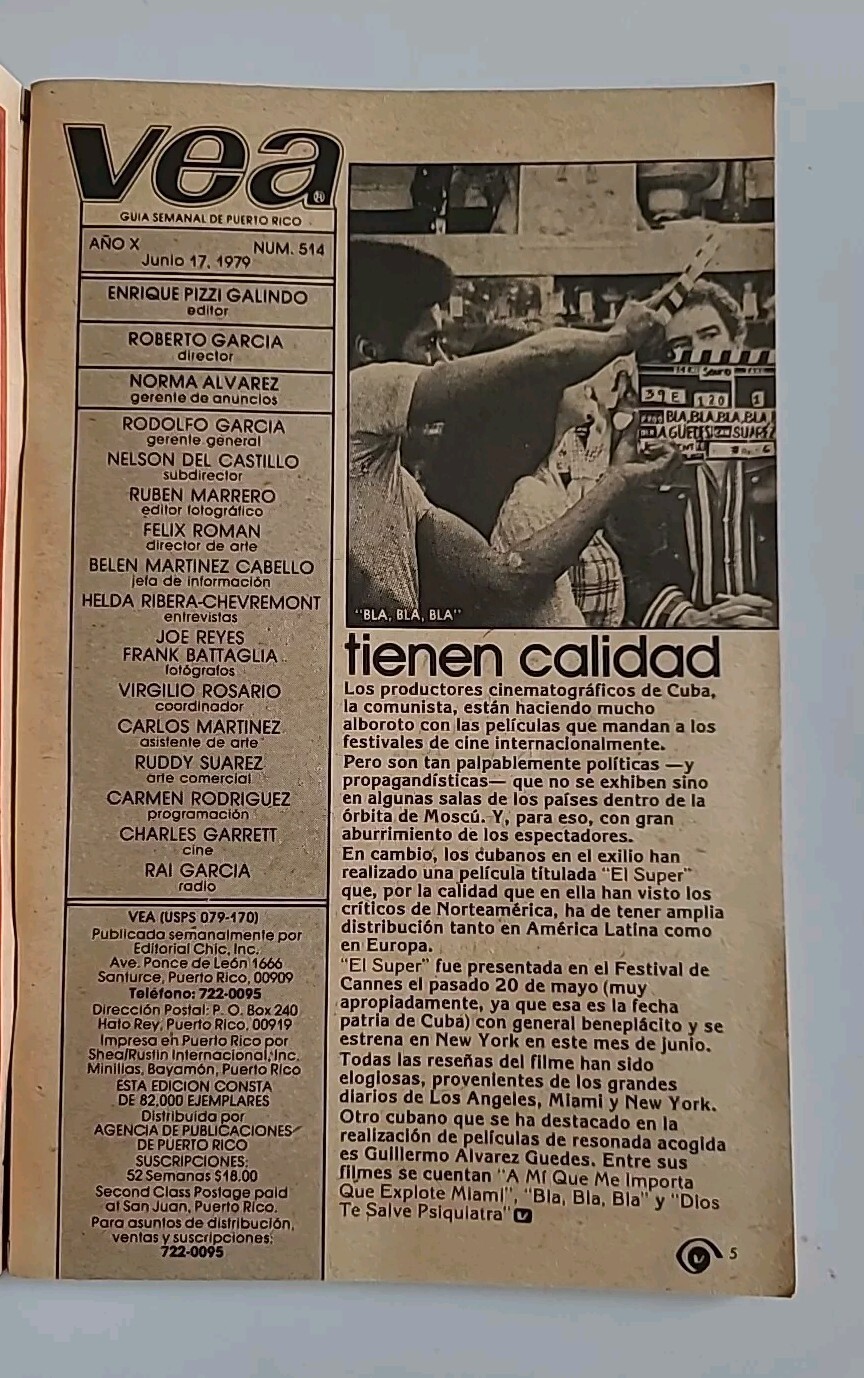 vea
GUIA SEMANAL DE PUERTO RICO
AÑO X NUM. 514
Junio 17, 1979
ENRIQUE PIZZI GALINDO
editor
ROBERTO GARCIA
director
NORMA ALVAREZ
gerente de anuncios
RODOLFO GARCIA
gerente general
NELSON DEL CASTILLO
subdirector
RUBEN MARRERO
editor fotográfico
FELIX ROMAN
director de arte
BELEN MARTINEZ CABELLO
jefa de información
HELDA RIBERA-CHEVREMONT
entrevistas
JOE REYES
FRANK BATTAGLIA
fotógrafos
VIRGILIO ROSARIO
coordinador
CARLOS MARTINEZ
asistente de arte
RUDDY SUAREZ
arte comercial
CARMEN RODRIGUEZ
programación
CHARLES GARRETT
cine
RAI GARCIA
radio
VEA (USPS 079-170)
Publicada semanalmente por
Editorial Chic, Inc.
Ave. Ponce de León 1666
Santurce, Puerto Rico, 00909
Teléfono: 722-0095
Dirección Postal: P. O. Box 240
Hato Rey, Puerto Rico, 00919
Impresa en Puerto Rico por
Shea/Rustin Internacional, Inc.
Minillas, Bayamón, Puerto Rico
ESTA EDICION CONSTA
DE 82,000 EJEMPLARES
Distribuida por
AGENCIA DE PUBLICACIONES
DE PUERTO RICO
SUSCRIPCIONES:
52 Semanas $18.00
Second Class Postage paid
at San Juan, Puerto Rico.
Para asuntos de distribución,
ventas y suscripciones:
722-0095
39E 120 1
BLA, BLA, BLA, BLA
A GUEDES SUAREZ
"BLA, BLA, BLA"
tienen calidad
Los productores cinematográficos de Cuba,
la comunista, están haciendo mucho
alboroto con las películas que mandan a los
festivales de cine internacionalmente.
Pero son tan palpablemente políticas —y
propagandísticas— que no se exhiben sino
en algunas salas de los países dentro de la
órbita de Moscú. Y, para eso, con gran
aburrimiento de los espectadores.
En cambio, los cubanos en el exilio han
realizado una película titulada "El Super"
que, por la calidad que en ella han visto los
críticos de Norteamérica, ha de tener amplia
distribución tanto en América Latina como
en Europa.
"El Super" fue presentada en el Festival de
Cannes el pasado 20 de mayo (muy
apropiadamente, ya que esa es la fecha
patria de Cuba) con general beneplácito y se
estrena en New York en este mes de junio.
Todas las reseñas del filme han sido
elogiosas, provenientes de los grandes
diarios de Los Angeles, Miami y New York.
Otro cubano que se ha destacado en la
realización de películas de resonada acogida
es Guillermo Alvarez Guedes. Entre sus
filmes se cuentan "A Mí Que Me Importa
Que Explote Miami", "Bla, Bla, Bla" y "Dios
Te Salve Psiquiatra"
5